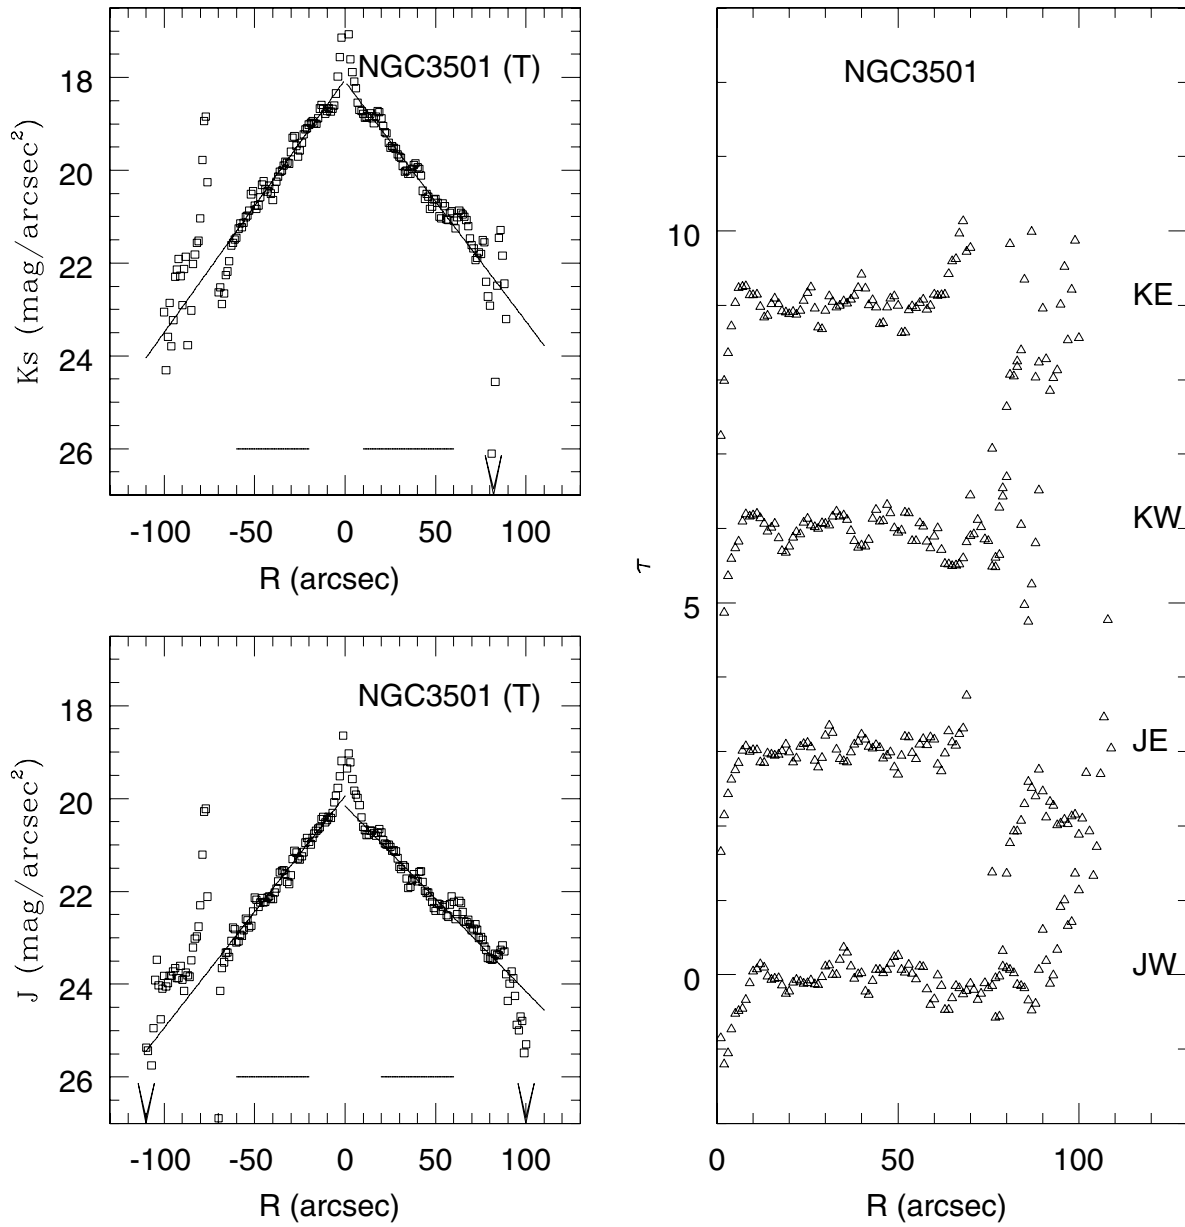 NGC3501 (T)
18
20
22
24
26
Ks (mag/arcsec²)
-100 -50 0 50 100
R (arcsec)
NGC3501 (T)
18
20
22
24
26
J (mag/arcsec²)
-100 -50 0 50 100
R (arcsec)
NGC3501
10
5
0
τ
KE
KW
JE
JW
0 50 100
R (arcsec)